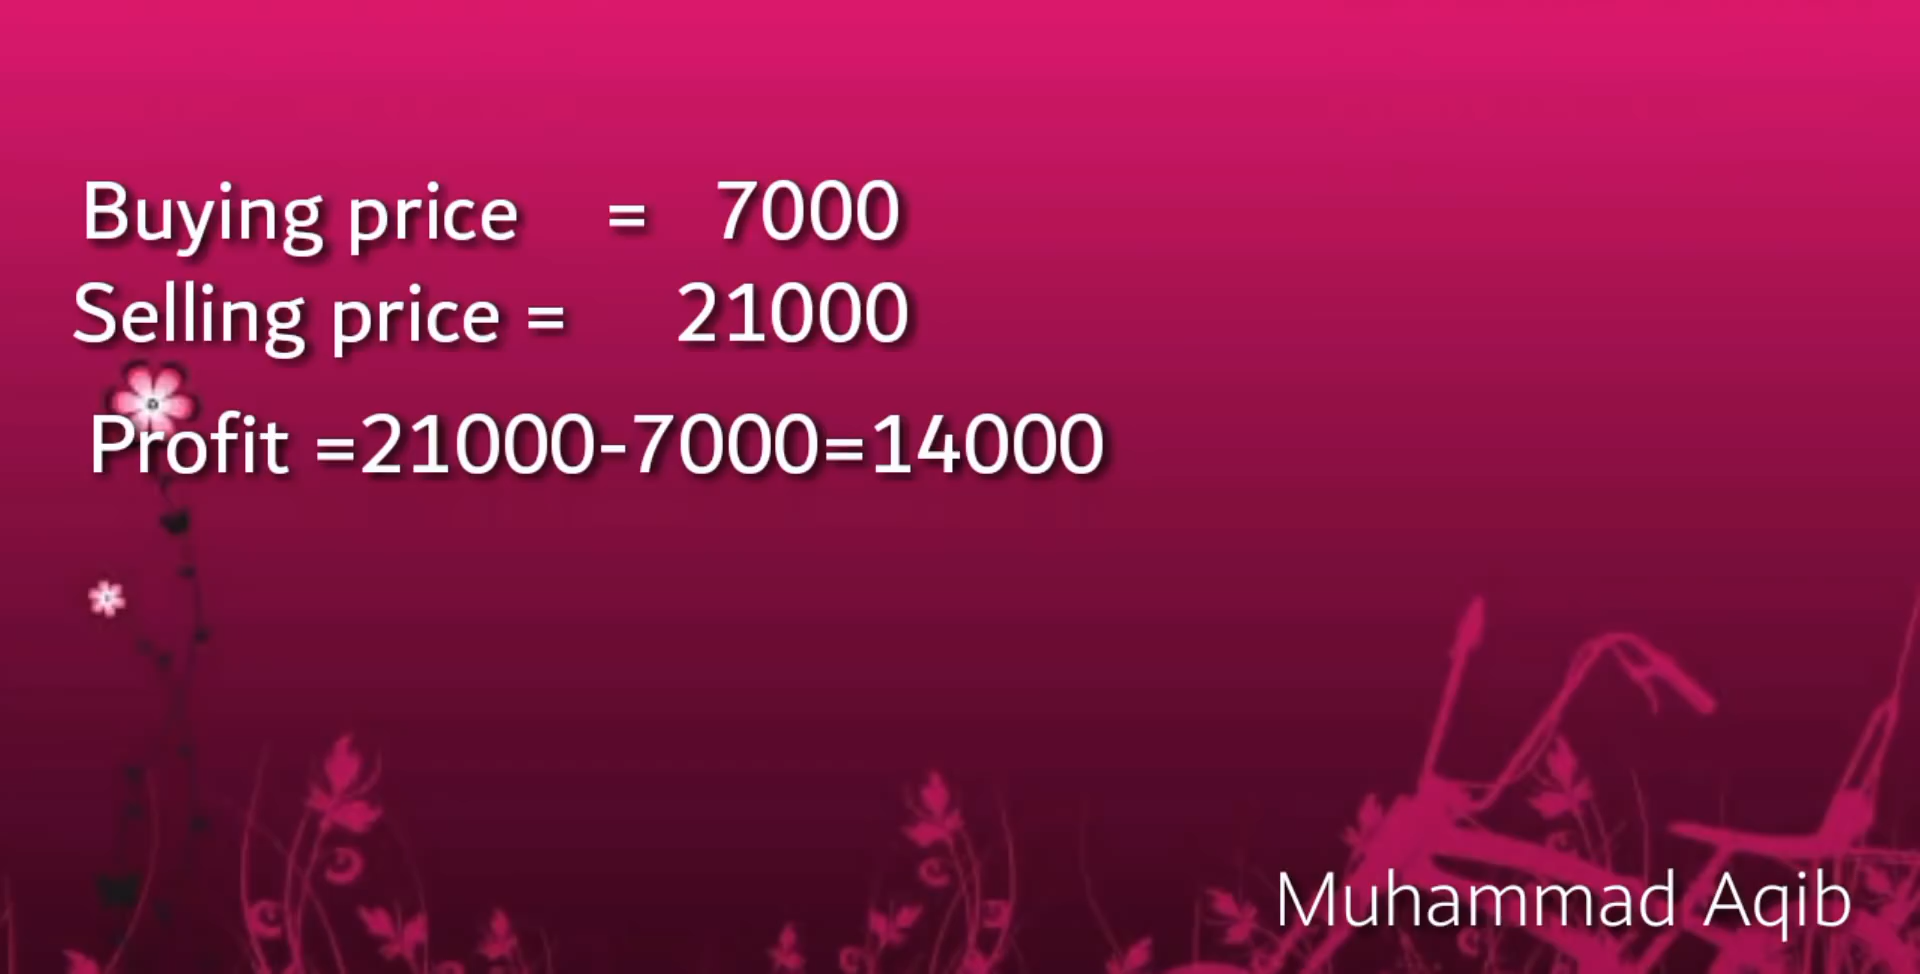 Buying price = 7000
Selling price = 21000
Profit =21000-7000=14000
Muhammad Aqib